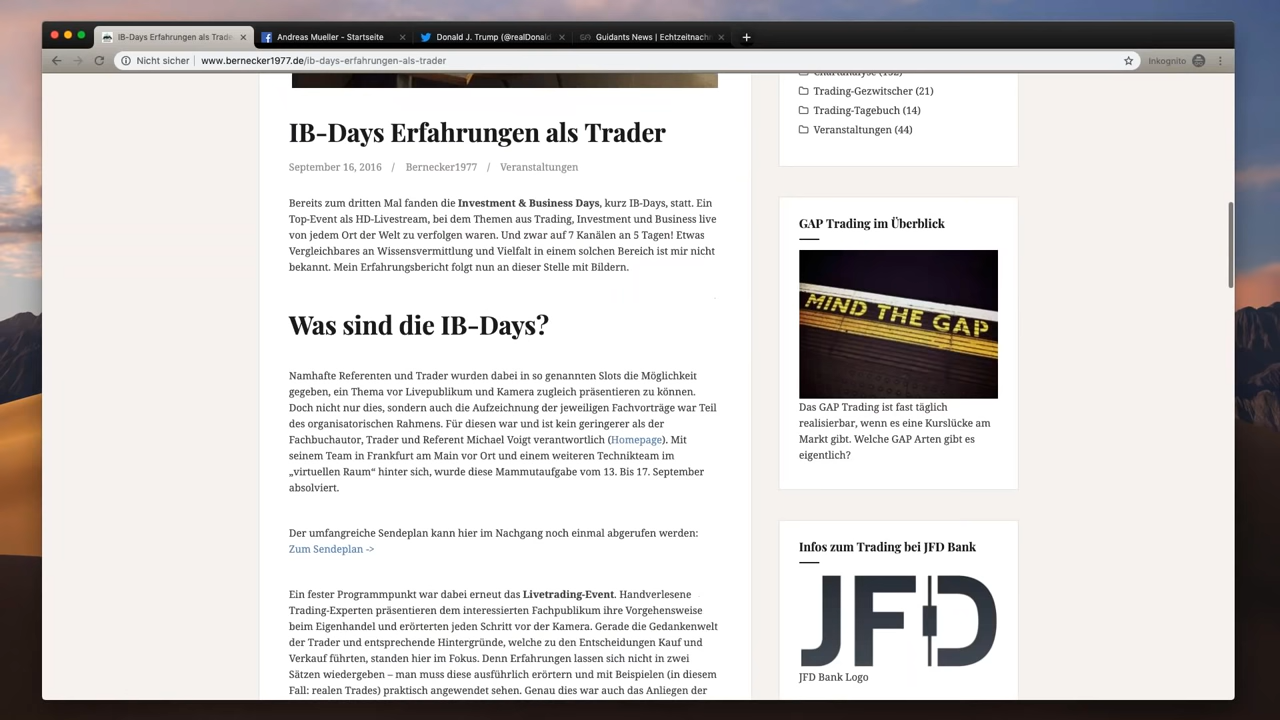 IB-Days Erfahrungen als Trade
Andreas Mueller - Startseite
Donald J. Trump (@realDonald
Guidants News | Echtzeitnachr
Nicht sicher
www.bernecker1977.de/ib-days-erfahrungen-als-trader
Inkognito
IB-Days Erfahrungen als Trader
September 16, 2016 / Bernecker1977 / Veranstaltungen
Bereits zum dritten Mal fanden die Investment & Business Days, kurz IB-Days, statt. Ein
Top-Event als HD-Livestream, bei dem Themen aus Trading, Investment und Business live
von jedem Ort der Welt zu verfolgen waren. Und zwar auf 7 Kanälen an 5 Tagen! Etwas
Vergleichbares an Wissensvermittlung und Vielfalt in einem solchen Bereich ist mir nicht
bekannt. Mein Erfahrungsbericht folgt nun an dieser Stelle mit Bildern.
Was sind die IB-Days?
Namhafte Referenten und Trader wurden dabei in so genannten Slots die Möglichkeit
gegeben, ein Thema vor Livepublikum und Kamera zugleich präsentieren zu können.
Doch nicht nur dies, sondern auch die Aufzeichnung der jeweiligen Fachvorträge war Teil
des organisatorischen Rahmens. Für diesen war und ist kein geringerer als der
Fachbuchautor, Trader und Referent Michael Voigt verantwortlich (Homepage). Mit
seinem Team in Frankfurt am Main vor Ort und einem weiteren Technikteam im
„virtuellen Raum“ hinter sich, wurde diese Mammutaufgabe vom 13. Bis 17. September
absolviert.
Der umfangreiche Sendeplan kann hier im Nachgang noch einmal abgerufen werden:
Zum Sendeplan ->
Ein fester Programmpunkt war dabei erneut das Livetrading-Event. Handverlesene
Trading-Experten präsentieren dem interessierten Fachpublikum ihre Vorgehensweise
beim Eigenhandel und erörterten jeden Schritt vor der Kamera. Gerade die Gedankenwelt
der Trader und entsprechende Hintergründe, welche zu den Entscheidungen Kauf und
Verkauf führten, standen hier im Fokus. Denn Erfahrungen lassen sich nicht in zwei
Sätzen wiedergeben – man muss diese ausführlich erörtern und mit Beispielen (in diesem
Fall: realen Trades) praktisch angewendet sehen. Genau dies war auch das Anliegen der
Trading-Gezwitscher (21)
Trading-Tagebuch (14)
Veranstaltungen (44)
GAP Trading im Überblick
MIND THE GAP
Das GAP Trading ist fast täglich
realisierbar, wenn es eine Kurslücke am
Markt gibt. Welche GAP Arten gibt es
eigentlich?
Infos zum Trading bei JFD Bank
JFD
JFD Bank Logo